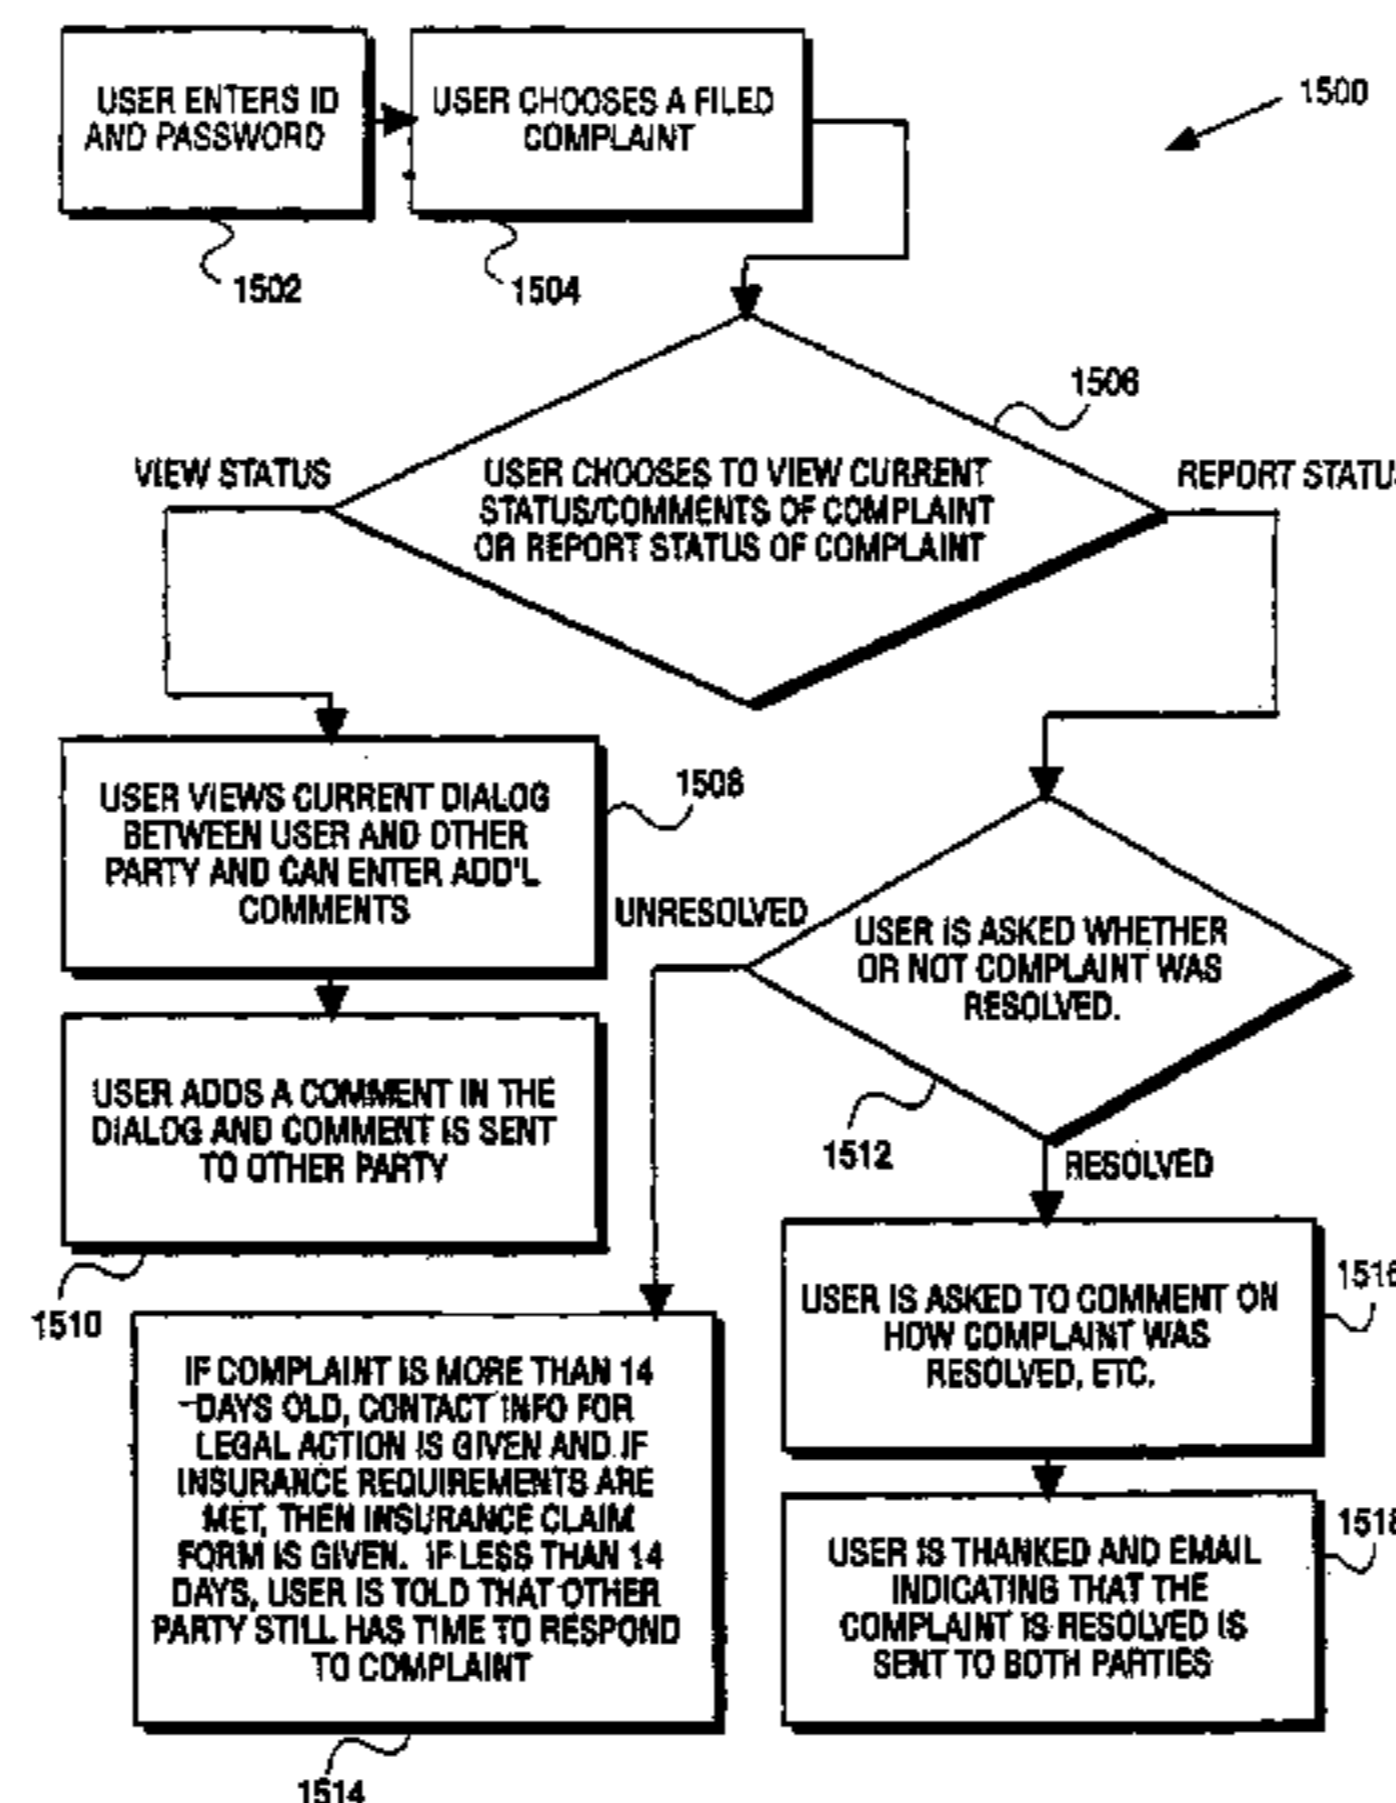 USER ENTERS ID
AND PASSWORD
1502
USER CHOOSES A FILED
COMPLAINT
1504
1500
1506
USER CHOOSES TO VIEW CURRENT
STATUS/COMMENTS OF COMPLAINT
OR REPORT STATUS OF COMPLAINT
VIEW STATUS
REPORT STATUS
USER VIEWS CURRENT DIALOG
BETWEEN USER AND OTHER
PARTY AND CAN ENTER ADD'L
COMMENTS
1508
USER ADDS A COMMENT IN THE
DIALOG AND COMMENT IS SENT
TO OTHER PARTY
1510
UNRESOLVED
USER IS ASKED WHETHER
OR NOT COMPLAINT WAS
RESOLVED.
1512
RESOLVED
IF COMPLAINT IS MORE THAN 14
DAYS OLD, CONTACT INFO FOR
LEGAL ACTION IS GIVEN AND IF
INSURANCE REQUIREMENTS ARE
MET, THEN INSURANCE CLAIM
FORM IS GIVEN. IF LESS THAN 14
DAYS, USER IS TOLD THAT OTHER
PARTY STILL HAS TIME TO RESPOND
TO COMPLAINT
1514
USER IS ASKED TO COMMENT ON
HOW COMPLAINT WAS
RESOLVED, ETC.
1516
USER IS THANKED AND EMAIL
INDICATING THAT THE
COMPLAINT IS RESOLVED IS
SENT TO BOTH PARTIES
1518